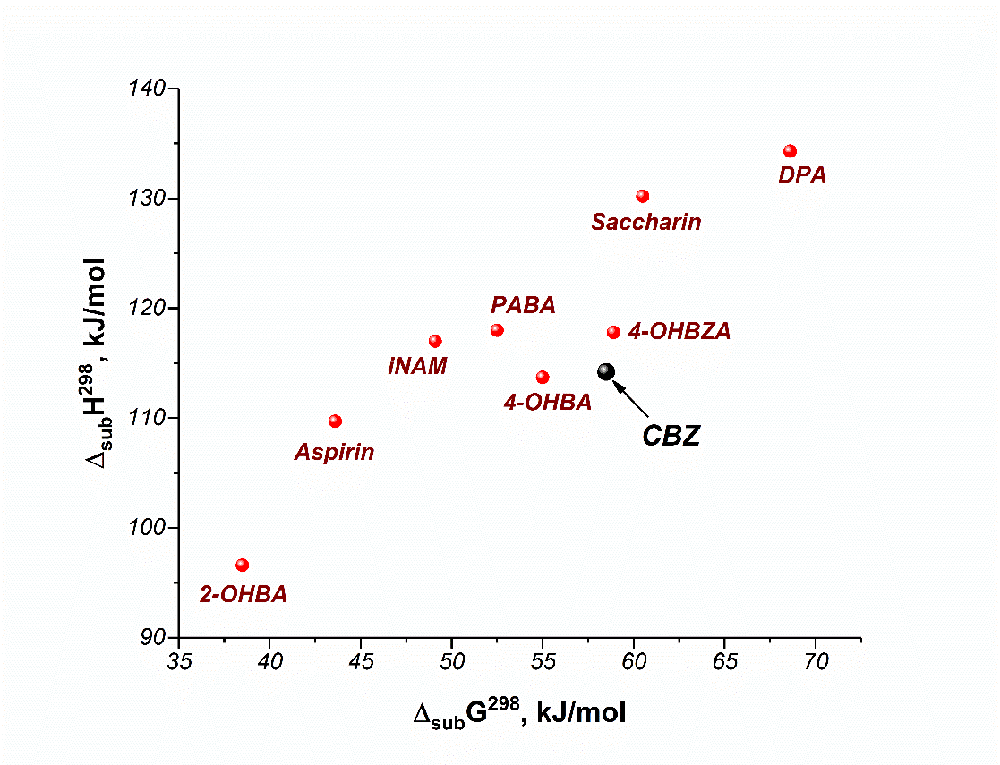 140
130
120
110
100
90
35
40
45
50
55
60
65
70
ΔsubH298, kJ/mol
ΔsubG298, kJ/mol
DPA
Saccharin
PABA
4-OHBZA
iNAM
4-OHBA
CBZ
Aspirin
2-OHBA